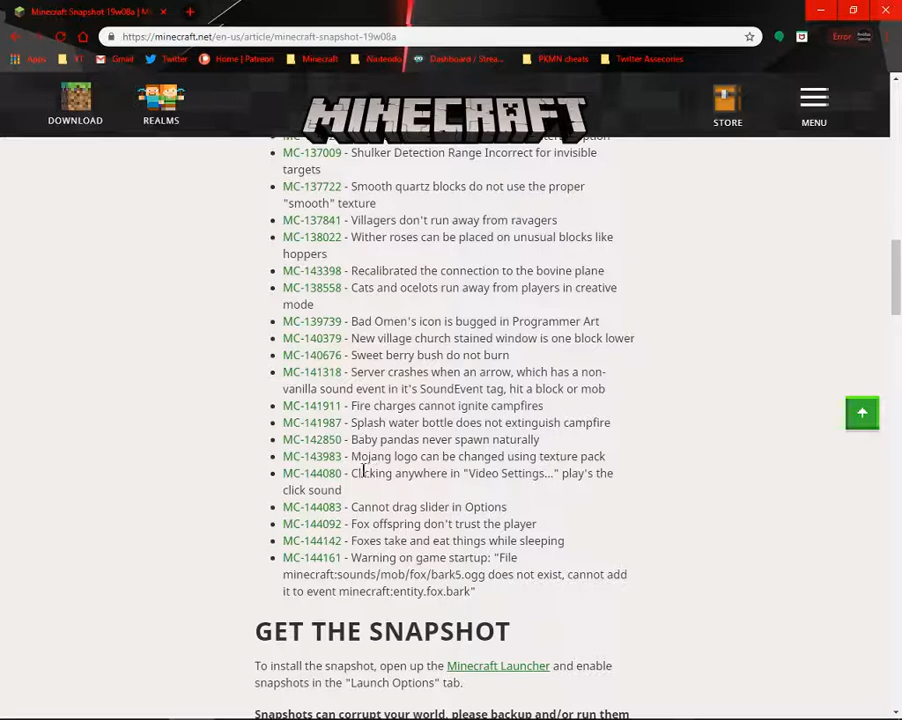 Minecraft Snapshot 19w08a | M
https://minecraft.net/en-us/article/minecraft-snapshot-19w08a
Error
Apps
YT
Gmail
Twitter
Home | Patreon
Minecraft
Nintendo
Dashboard / Strea...
PKMN cheats
Twitter Assecories
DOWNLOAD
REALMS
MINECRAFT
STORE
MENU
MC-137009 - Shulker Detection Range Incorrect for invisible
targets
MC-137722 - Smooth quartz blocks do not use the proper
"smooth" texture
MC-137841 - Villagers don't run away from ravagers
MC-138022 - Wither roses can be placed on unusual blocks like
hoppers
MC-143398 - Recalibrated the connection to the bovine plane
MC-138558 - Cats and ocelots run away from players in creative
mode
MC-139739 - Bad Omen's icon is bugged in Programmer Art
MC-140379 - New village church stained window is one block lower
MC-140676 - Sweet berry bush do not burn
MC-141318 - Server crashes when an arrow, which has a non-
vanilla sound event in it's SoundEvent tag, hit a block or mob
MC-141911 - Fire charges cannot ignite campfires
MC-141987 - Splash water bottle does not extinguish campfire
MC-142850 - Baby pandas never spawn naturally
MC-143983 - Mojang logo can be changed using texture pack
MC-144080 - Clicking anywhere in "Video Settings..." play's the
click sound
MC-144083 - Cannot drag slider in Options
MC-144092 - Fox offspring don't trust the player
MC-144142 - Foxes take and eat things while sleeping
MC-144161 - Warning on game startup: "File
minecraft:sounds/mob/fox/bark5.ogg does not exist, cannot add
it to event minecraft:entity.fox.bark"
GET THE SNAPSHOT
To install the snapshot, open up the Minecraft Launcher and enable
snapshots in the "Launch Options" tab.
Snapshots can corrupt your world, please backup and/or run them